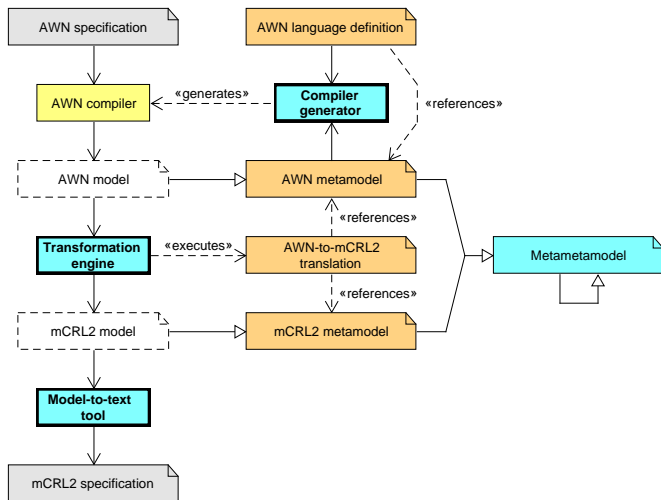 AWN specification
AWN language definition
AWN compiler
«generates»
Compiler
generator
«references»
AWN model
AWN metamodel
«references»
Transformation
engine
«executes»
AWN-to-mCRL2
translation
Metametamodel
«references»
mCRL2 model
mCRL2 metamodel
Model-to-text
tool
mCRL2 specification